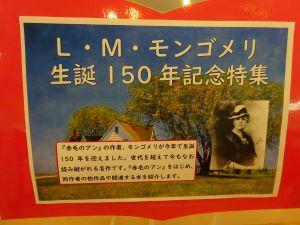 L・M・モンゴメリ
生誕150年記念特集
『赤毛のアン』の作者、モンゴメリが今年で生誕
150年を迎えました。世代を超えて今もなお
読み継がれる名作です。『赤毛のアン』をはじめ、
同作者の他作品や関連する本を紹介します。